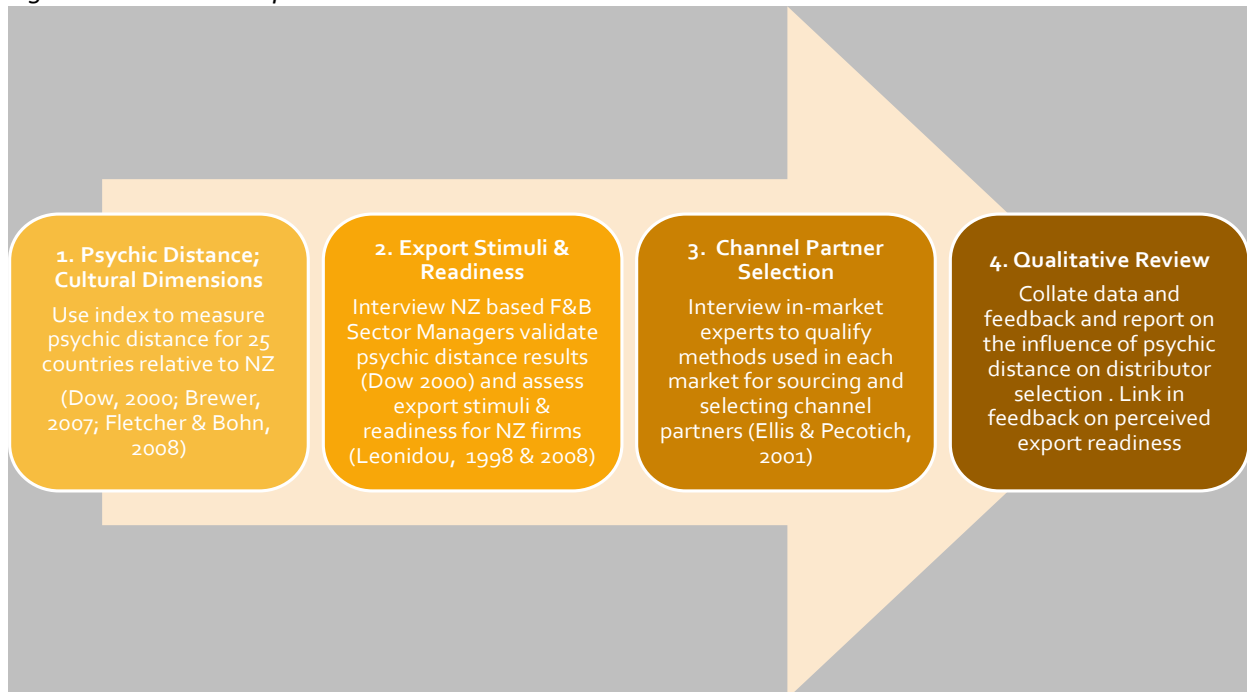 1. Psychic Distance;
Cultural Dimensions
Use index to measure
psychic distance for 25
countries relative to NZ
(Dow, 2000; Brewer,
2007; Fletcher & Bohn,
2008)
2. Export Stimuli &
Readiness
Interview NZ based F&B
Sector Managers validate
psychic distance results
(Dow 2000) and assess
export stimuli &
readiness for NZ firms
(Leonidou, 1998 & 2008)
3. Channel Partner
Selection
Interview in-market
experts to qualify
methods used in each
market for sourcing and
selecting channel
partners (Ellis & Pecotich,
2001)
4. Qualitative Review
Collate data and
feedback and report on
the influence of psychic
distance on distributor
selection . Link in
feedback on perceived
export readiness